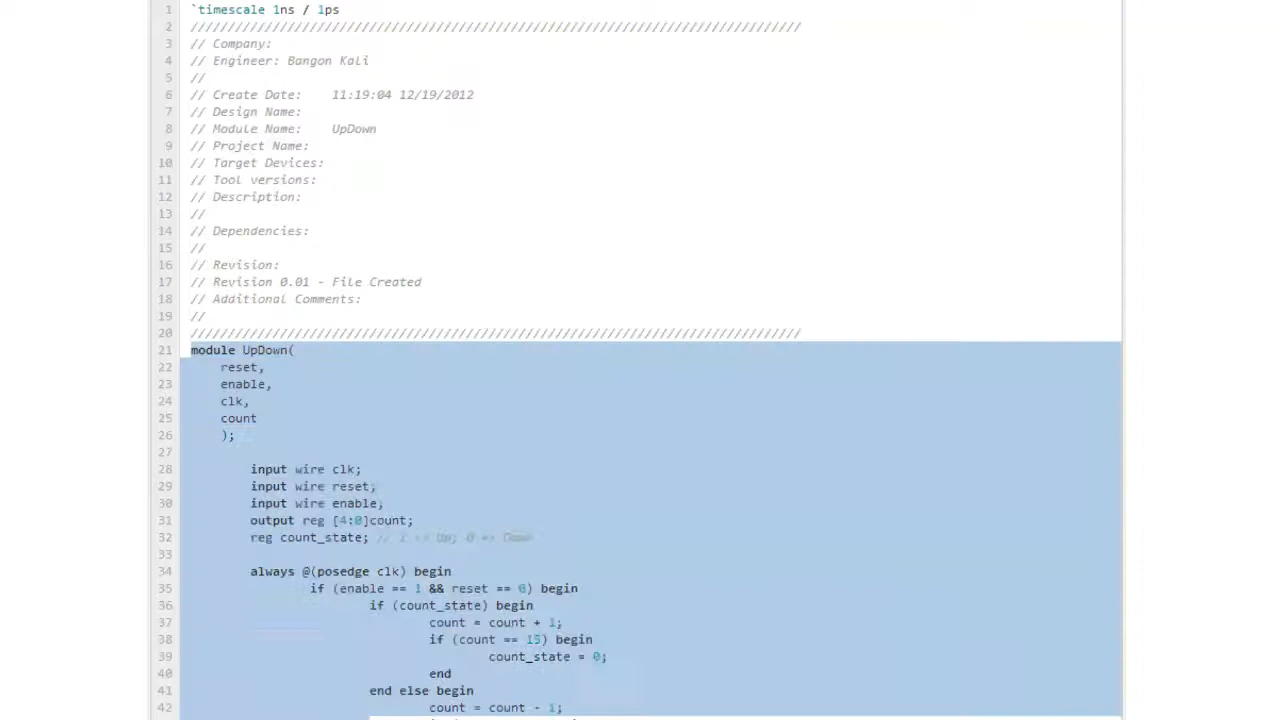 1 `timescale 1ns / 1ps
2 //////////////////////////////////////////////////////////////////////////////////
3 // Company:
4 // Engineer: Bangon Kali
5 //
6 // Create Date:    11:19:04 12/19/2012
7 // Design Name:
8 // Module Name:    UpDown
9 // Project Name:
10 // Target Devices:
11 // Tool versions:
12 // Description:
13 //
14 // Dependencies:
15 //
16 // Revision:
17 // Revision 0.01 - File Created
18 // Additional Comments:
19 //
20 //////////////////////////////////////////////////////////////////////////////////
21 module UpDown(
22     reset,
23     enable,
24     clk,
25     count
26     );
27
28         input wire clk;
29         input wire reset;
30         input wire enable;
31         output reg [4:0]count;
32         reg count_state; // 1 => Up; 0 => Down
33
34         always @(posedge clk) begin
35                 if (enable == 1 && reset == 0) begin
36                         if (count_state) begin
37                                 count = count + 1;
38                                 if (count == 15) begin
39                                         count_state = 0;
40                                 end
41                         end else begin
42                                 count = count - 1;